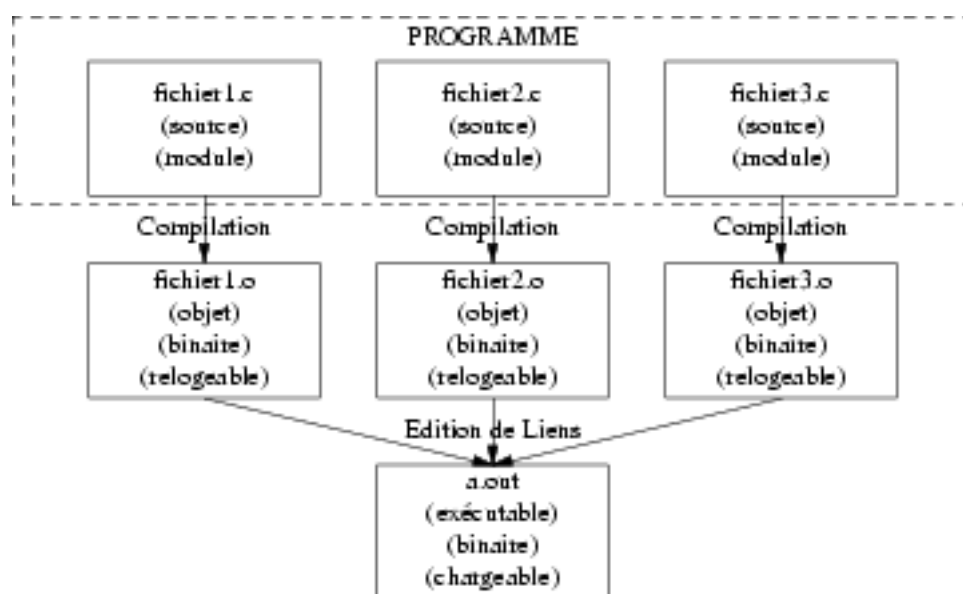 PROGRAMME
fichier1.c
(source)
(module)
fichier2.c
(source)
(module)
fichier3.c
(source)
(module)
Compilation
Compilation
Compilation
fichier1.o
(objet)
(binaire)
(relogeable)
fichier2.o
(objet)
(binaire)
(relogeable)
fichier3.o
(objet)
(binaire)
(relogeable)
Edition de Liens
a.out
(exécutable)
(binaire)
(chargeable)